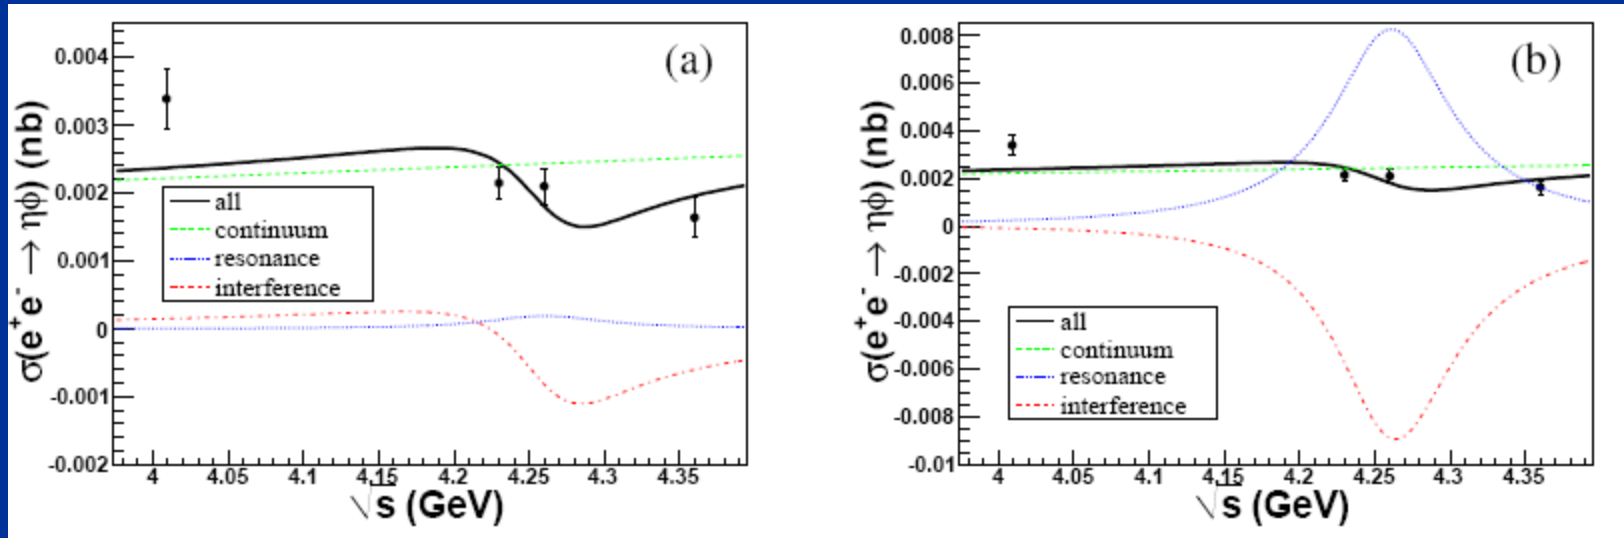 σ(e⁺e⁻ → ηφ) (nb)
(a)
0.004
0.003
0.002
0.001
0
-0.001
-0.002
all
continuum
resonance
interference
4 4.05 4.1 4.15 4.2 4.25 4.3 4.35
√s (GeV)
σ(e⁺e⁻ → ηφ) (nb)
(b)
0.008
0.006
0.004
0.002
0
-0.002
-0.004
-0.006
-0.008
-0.01
all
continuum
resonance
interference
4 4.05 4.1 4.15 4.2 4.25 4.3 4.35
√s (GeV)